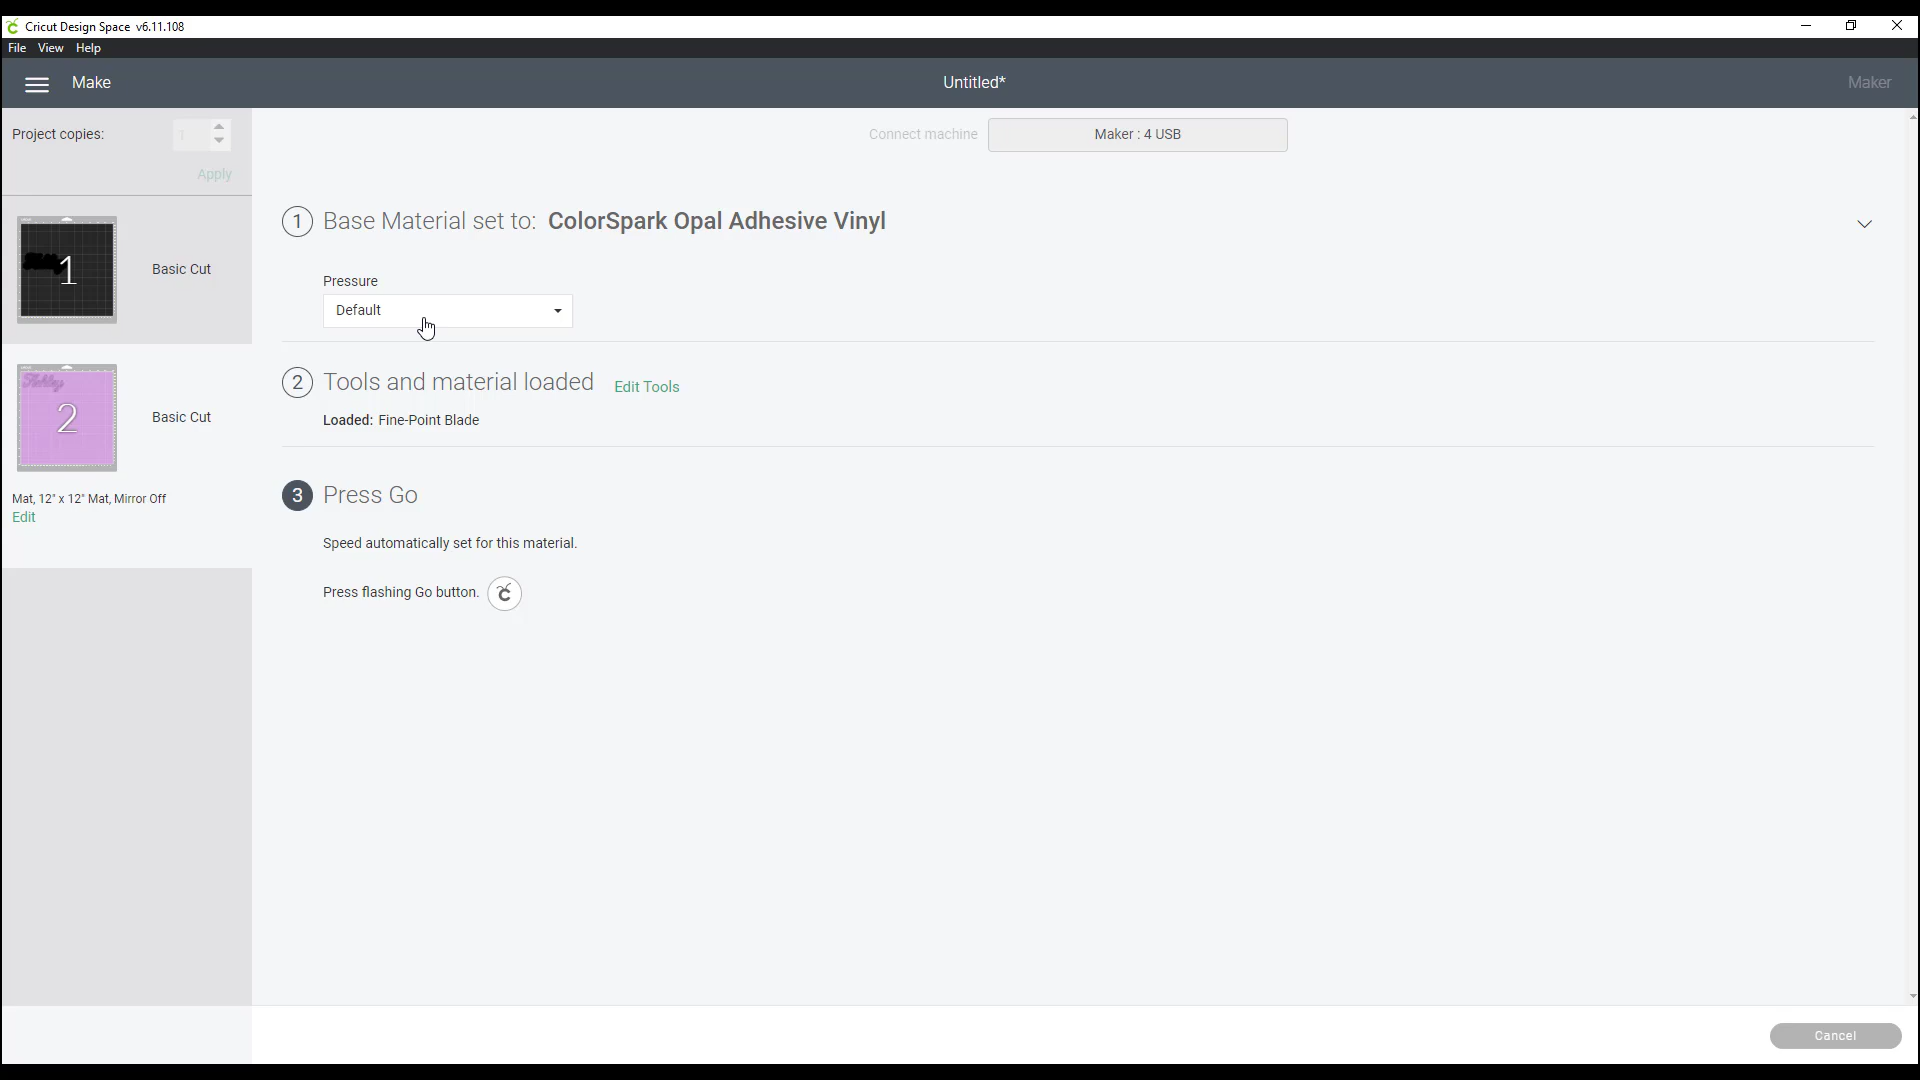 Cricut Design Space v6.11.108
File View Help
Make
Untitled*
Maker
Project copies:
1
Apply
Connect machine
Maker : 4 USB
1 Base Material set to: ColorSpark Opal Adhesive Vinyl
Pressure
Default
1
Basic Cut
2 Tools and material loaded Edit Tools
Loaded: Fine-Point Blade
Ashley
2
Basic Cut
Mat, 12" x 12" Mat, Mirror Off
Edit
3 Press Go
Speed automatically set for this material.
Press flashing Go button.
Cancel